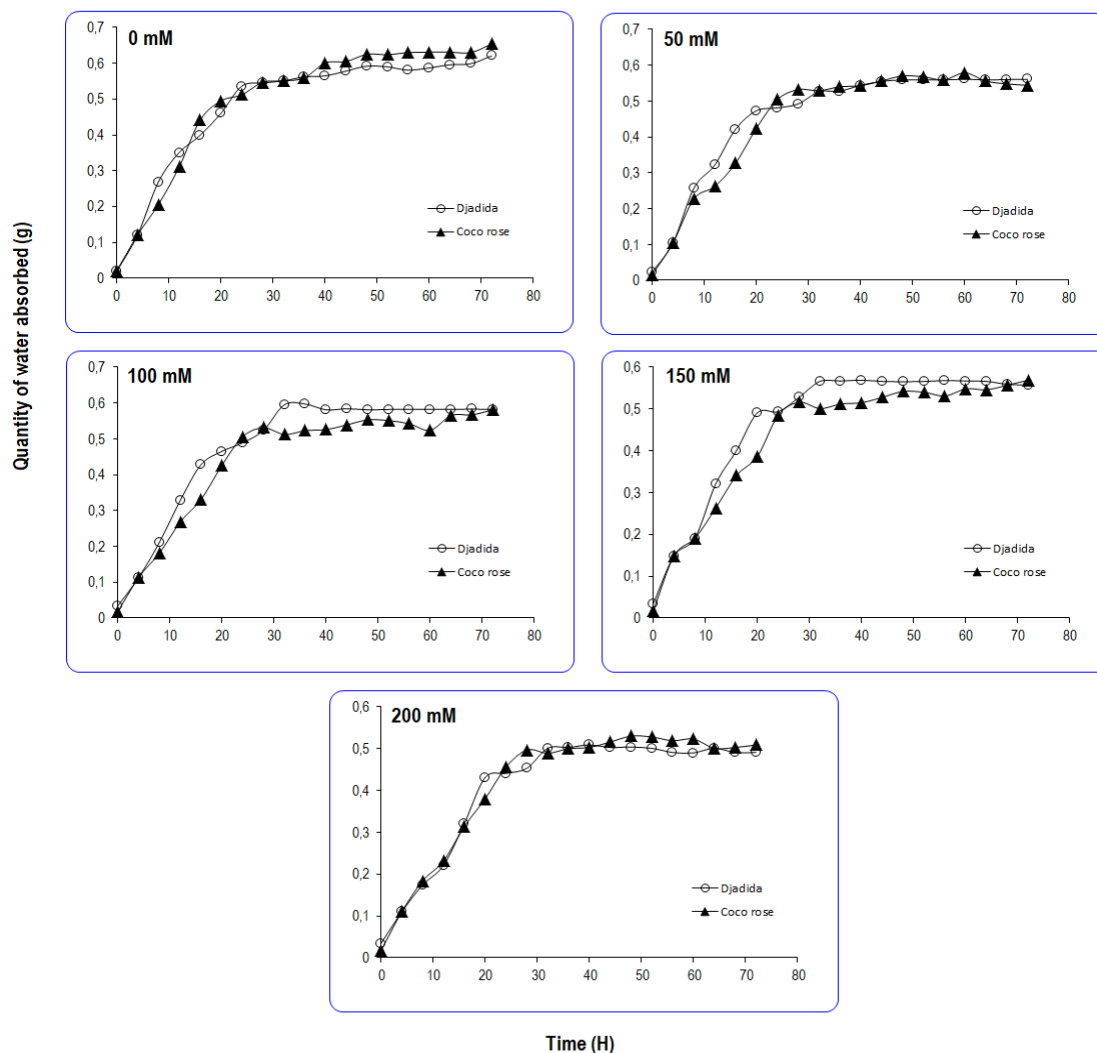 Quantity of water absorbed (g)
0 mM
0,7
0,6
0,5
0,4
0,3
0,2
0,1
0
0 10 20 30 40 50 60 70 80
Djadida
Coco rose
50 mM
0,7
0,6
0,5
0,4
0,3
0,2
0,1
0
0 10 20 30 40 50 60 70 80
Djadida
Coco rose
100 mM
0,7
0,6
0,5
0,4
0,3
0,2
0,1
0
0 10 20 30 40 50 60 70 80
Djadida
Coco rose
150 mM
0,6
0,5
0,4
0,3
0,2
0,1
0
0 10 20 30 40 50 60 70 80
Djadida
Coco rose
200 mM
0,6
0,5
0,4
0,3
0,2
0,1
0
0 10 20 30 40 50 60 70 80
Djadida
Coco rose
Time (H)